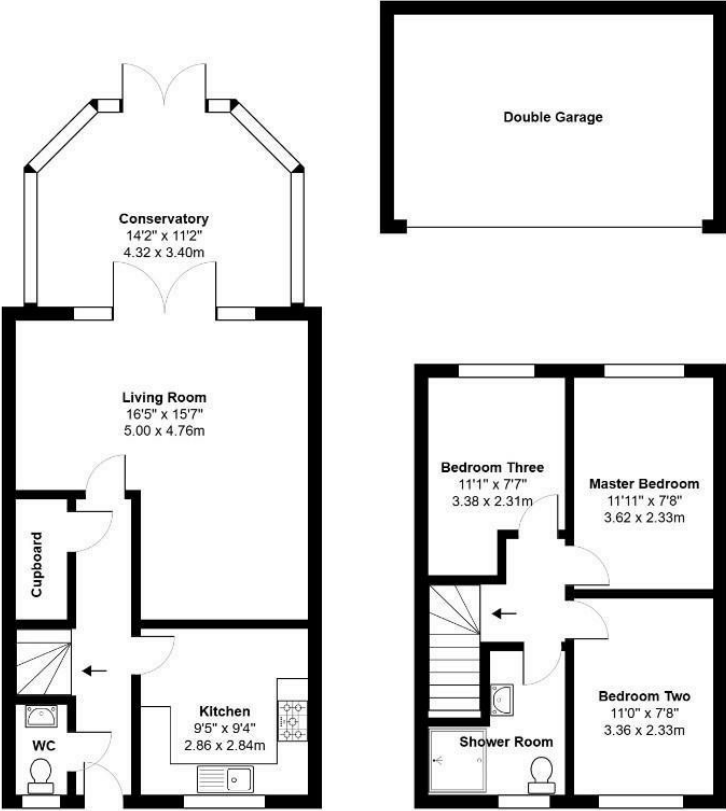 Double Garage
Conservatory
14'2" x 11'2"
4.32 x 3.40m
Living Room
16'5" x 15'7"
5.00 x 4.76m
Cupboard
Kitchen
9'5" x 9'4"
2.86 x 2.84m
WC
Bedroom Three
11'1" x 7'7"
3.38 x 2.31m
Master Bedroom
11'11" x 7'8"
3.62 x 2.33m
Bedroom Two
11'0" x 7'8"
3.36 x 2.33m
Shower Room